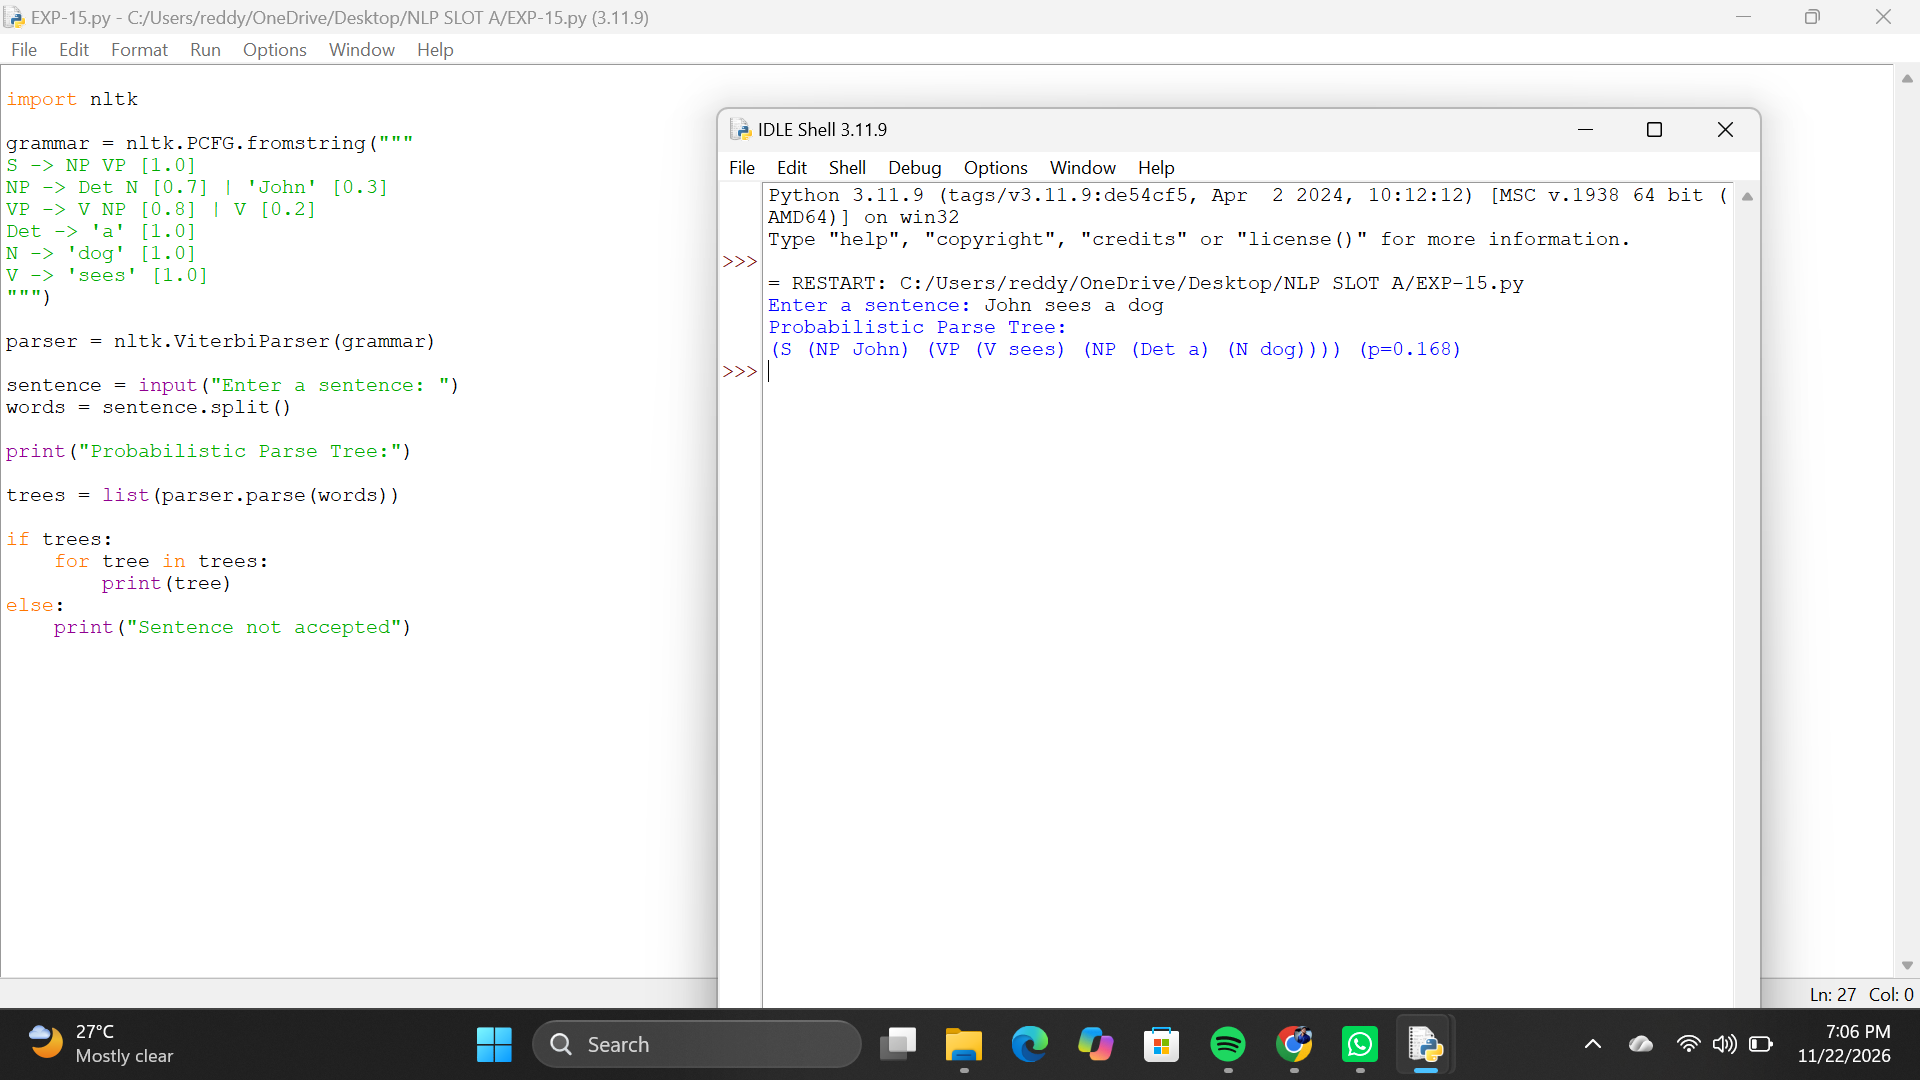 EXP-15.py - C:/Users/reddy/OneDrive/Desktop/NLP SLOT A/EXP-15.py (3.11.9)
File Edit Format Run Options Window Help
import nltk

grammar = nltk.PCFG.fromstring("""
S -> NP VP [1.0]
NP -> Det N [0.7] | 'John' [0.3]
VP -> V NP [0.8] | V [0.2]
Det -> 'a' [1.0]
N -> 'dog' [1.0]
V -> 'sees' [1.0]
""")

parser = nltk.ViterbiParser(grammar)

sentence = input("Enter a sentence: ")
words = sentence.split()

print("Probabilistic Parse Tree:")

trees = list(parser.parse(words))

if trees:
    for tree in trees:
        print(tree)
else:
    print("Sentence not accepted")
IDLE Shell 3.11.9
File Edit Shell Debug Options Window Help
Python 3.11.9 (tags/v3.11.9:de54cf5, Apr  2 2024, 10:12:12) [MSC v.1938 64 bit (
AMD64)] on win32
Type "help", "copyright", "credits" or "license()" for more information.
>>>
= RESTART: C:/Users/reddy/OneDrive/Desktop/NLP SLOT A/EXP-15.py
Enter a sentence: John sees a dog
Probabilistic Parse Tree:
(S (NP John) (VP (V sees) (NP (Det a) (N dog)))) (p=0.168)
>>>
Ln: 27 Col: 0
27°C
Mostly clear
Search
7:06 PM
11/22/2026